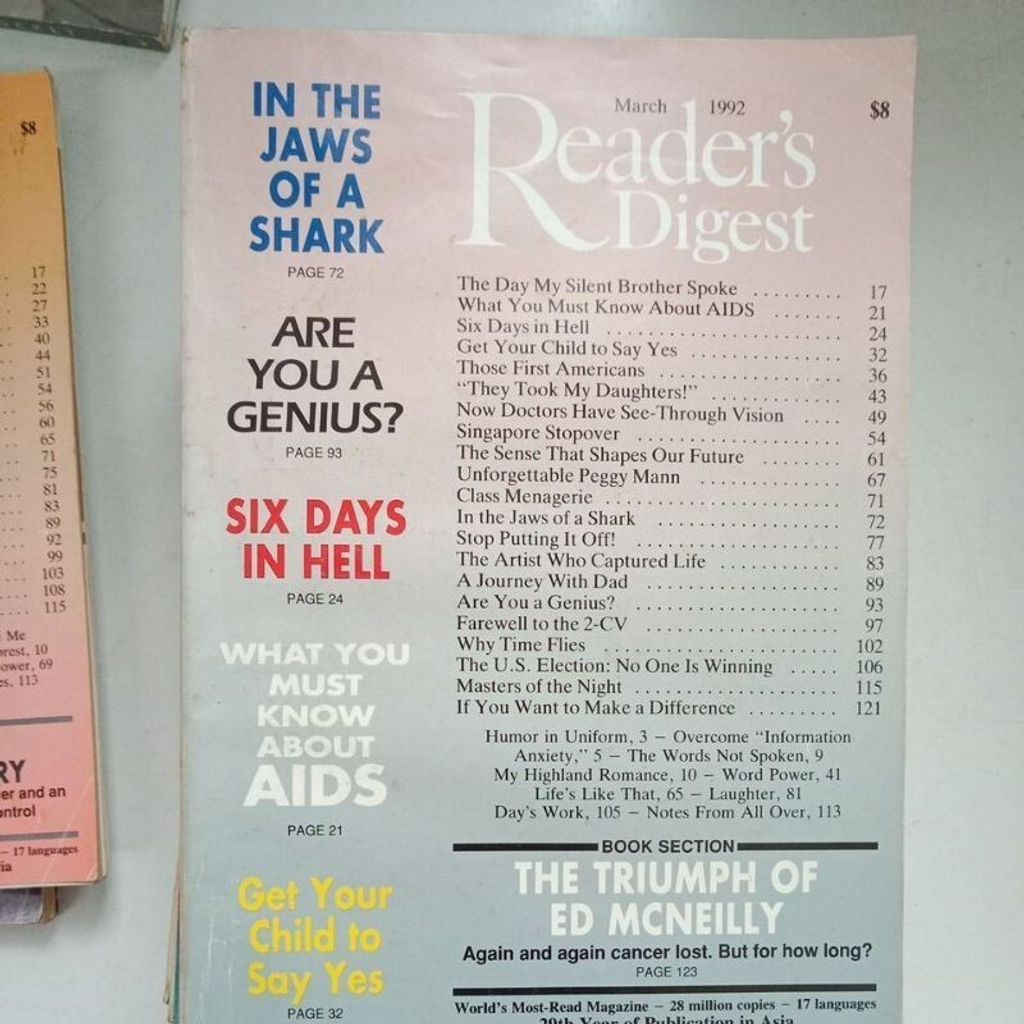 $8
17
22
27
33
40
44
51
54
56
60
65
71
75
81
83
89
92
99
103
108
115
Me
10
69
113
RY
and an
– 17 languages
IN THE
JAWS
OF A
SHARK
PAGE 72
ARE
YOU A
GENIUS?
PAGE 93
SIX DAYS
IN HELL
PAGE 24
WHAT YOU
MUST
KNOW
ABOUT
AIDS
PAGE 21
Get Your
Child to
Say Yes
PAGE 32
March 1992 $8
Reader's
Digest
The Day My Silent Brother Spoke ......... 17
What You Must Know About AIDS ....... 21
Six Days in Hell ........................ 24
Get Your Child to Say Yes ............... 32
Those First Americans .................. 36
"They Took My Daughters!" ............. 43
Now Doctors Have See-Through Vision .... 49
Singapore Stopover ..................... 54
The Sense That Shapes Our Future ........ 61
Unforgettable Peggy Mann .............. 67
Class Menagerie ........................ 71
In the Jaws of a Shark ................... 72
Stop Putting It Off! ..................... 77
The Artist Who Captured Life ............ 83
A Journey With Dad .................... 89
Are You a Genius? ..................... 93
Farewell to the 2-CV .................... 97
Why Time Flies ........................ 102
The U.S. Election: No One Is Winning ..... 106
Masters of the Night ..................... 115
If You Want to Make a Difference ......... 121
Humor in Uniform, 3 – Overcome "Information
Anxiety," 5 – The Words Not Spoken, 9
My Highland Romance, 10 – Word Power, 41
Life's Like That, 65 – Laughter, 81
Day's Work, 105 – Notes From All Over, 113
BOOK SECTION
THE TRIUMPH OF
ED MCNEILLY
Again and again cancer lost. But for how long?
PAGE 123
World's Most-Read Magazine – 28 million copies – 17 languages
29th Year of Publication in Asia